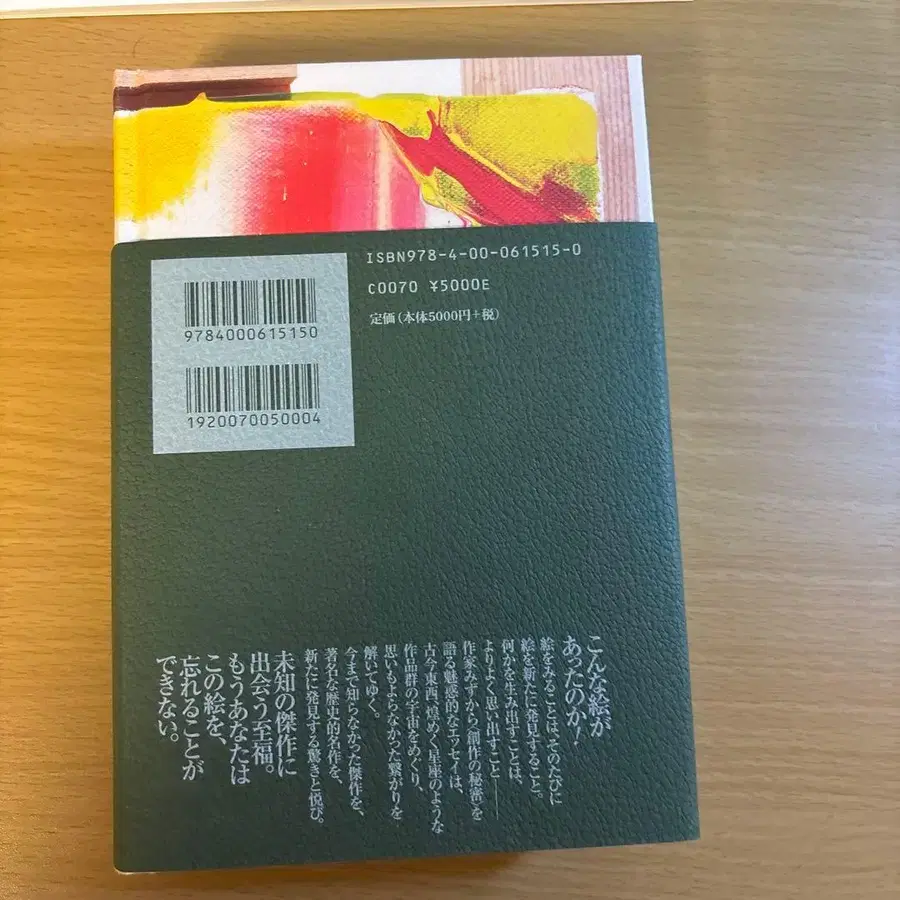 ISBN978-4-00-061515-0
C0070 ¥5000E
定価(本体5000円+税)
9784000615150
1920070050004
こんな絵が
あったのか!
絵をみることは、そのたびに
絵を新たに発見すること。
何かを生み出すことは、
よりよく思い出すこと――
作家みずから〈創作の秘密〉を
語る魅惑的なエッセイは、
古今東西、煌めく星座のような
作品群の宇宙をめぐり、
思いもよらなかった繋がりを
解いてゆく。
今まで知らなかった傑作を、
著名な歴史的名作を、
新たに発見する驚きと悦び。
未知の傑作に
出会う至福。
もうあなたは
この絵を、
忘れることが
できない。